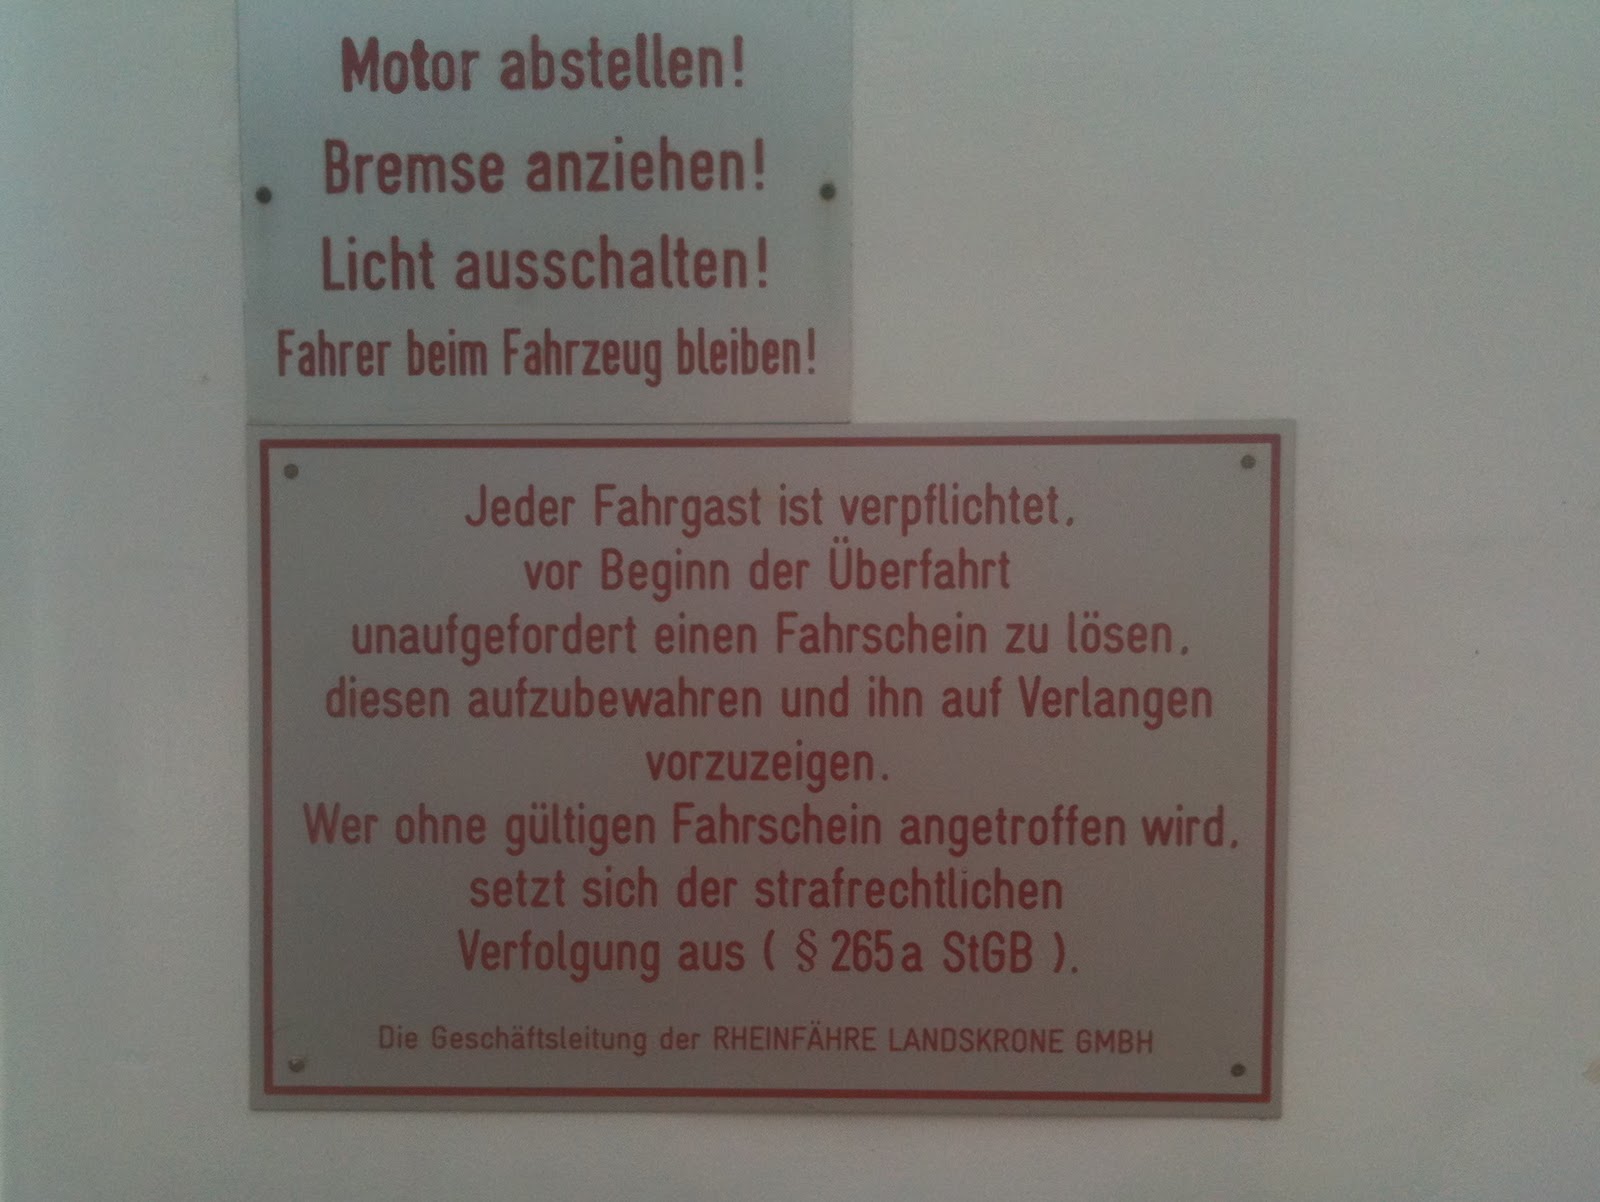 Motor abstellen!
Bremse anziehen!
Licht ausschalten!
Fahrer beim Fahrzeug bleiben!
Jeder Fahrgast ist verpflichtet,
vor Beginn der Überfahrt
unaufgefordert einen Fahrschein zu lösen,
diesen aufzubewahren und ihn auf Verlangen
vorzuzeigen.
Wer ohne gültigen Fahrschein angetroffen wird,
setzt sich der strafrechtlichen
Verfolgung aus ( § 265 a StGB ).
Die Geschäftsleitung der RHEINFÄHRE LANDSKRONE GMBH